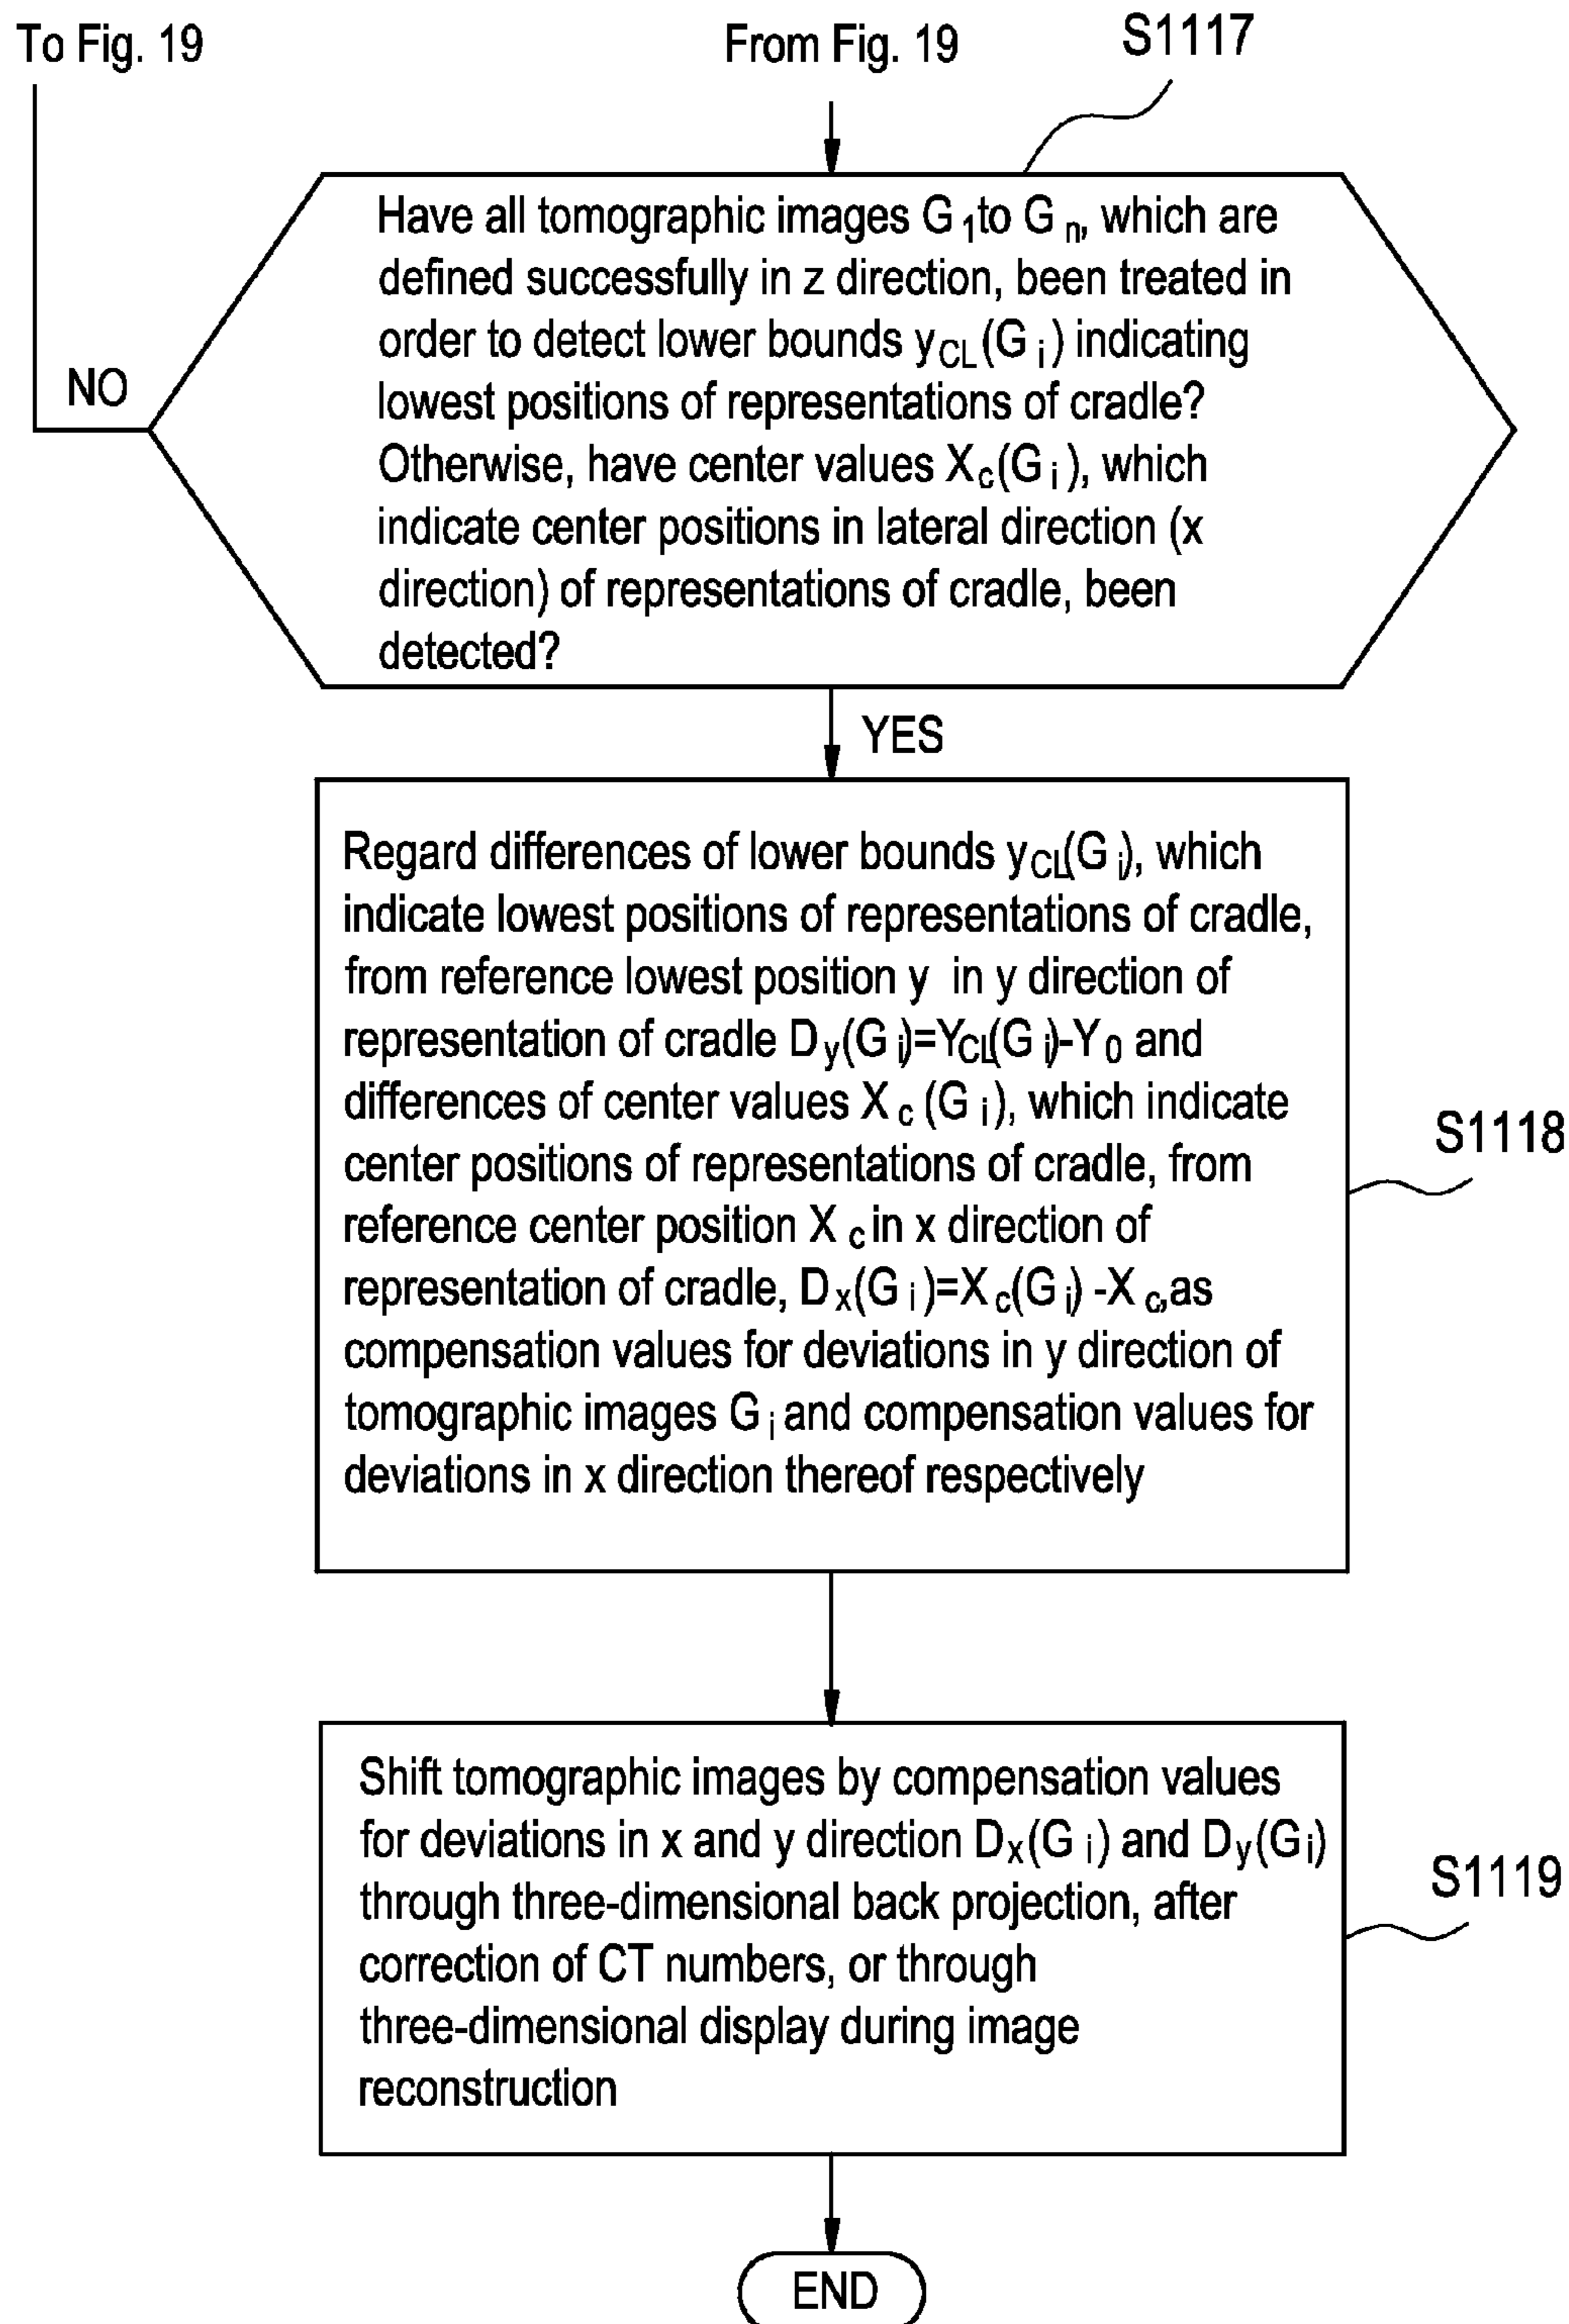 To Fig. 19
From Fig. 19
S1117
Have all tomographic images G 1 to G n, which are
defined successfully in z direction, been treated in
order to detect lower bounds yCL(G i) indicating
lowest positions of representations of cradle?
Otherwise, have center values Xc(G i), which
indicate center positions in lateral direction (x
direction) of representations of cradle, been
detected?
NO
YES
Regard differences of lower bounds yCL(G i), which
indicate lowest positions of representations of cradle,
from reference lowest position y in y direction of
representation of cradle Dy(G i)=YCL(G i)-Y0 and
differences of center values Xc (G i), which indicate
center positions of representations of cradle, from
reference center position Xc in x direction of
representation of cradle, Dx(G i)=Xc(G i) -Xc,as
compensation values for deviations in y direction of
tomographic images G i and compensation values for
deviations in x direction thereof respectively
S1118
Shift tomographic images by compensation values
for deviations in x and y direction Dx(G i) and Dy(Gi)
through three-dimensional back projection, after
correction of CT numbers, or through
three-dimensional display during image
reconstruction
S1119
END